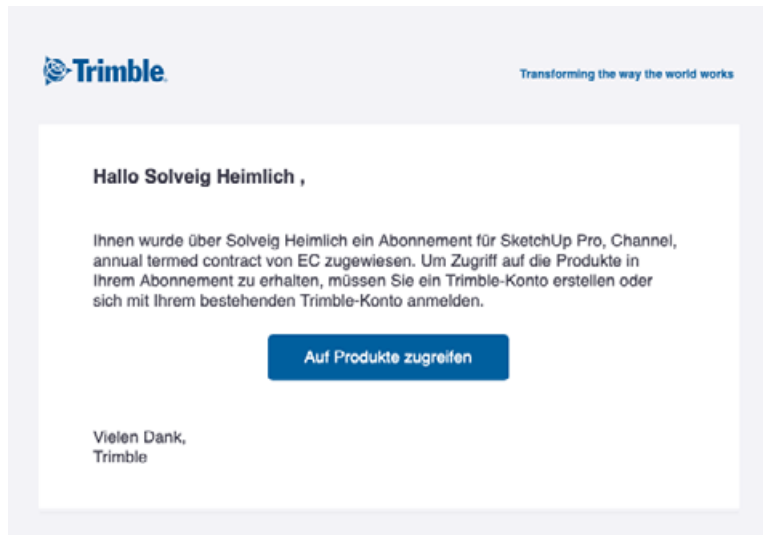 Trimble.
Transforming the way the world works
Hallo Solveig Heimlich ,
Ihnen wurde über Solveig Heimlich ein Abonnement für SketchUp Pro, Channel,
annual termed contract von EC zugewiesen. Um Zugriff auf die Produkte in
Ihrem Abonnement zu erhalten, müssen Sie ein Trimble-Konto erstellen oder
sich mit Ihrem bestehenden Trimble-Konto anmelden.
Auf Produkte zugreifen
Vielen Dank,
Trimble